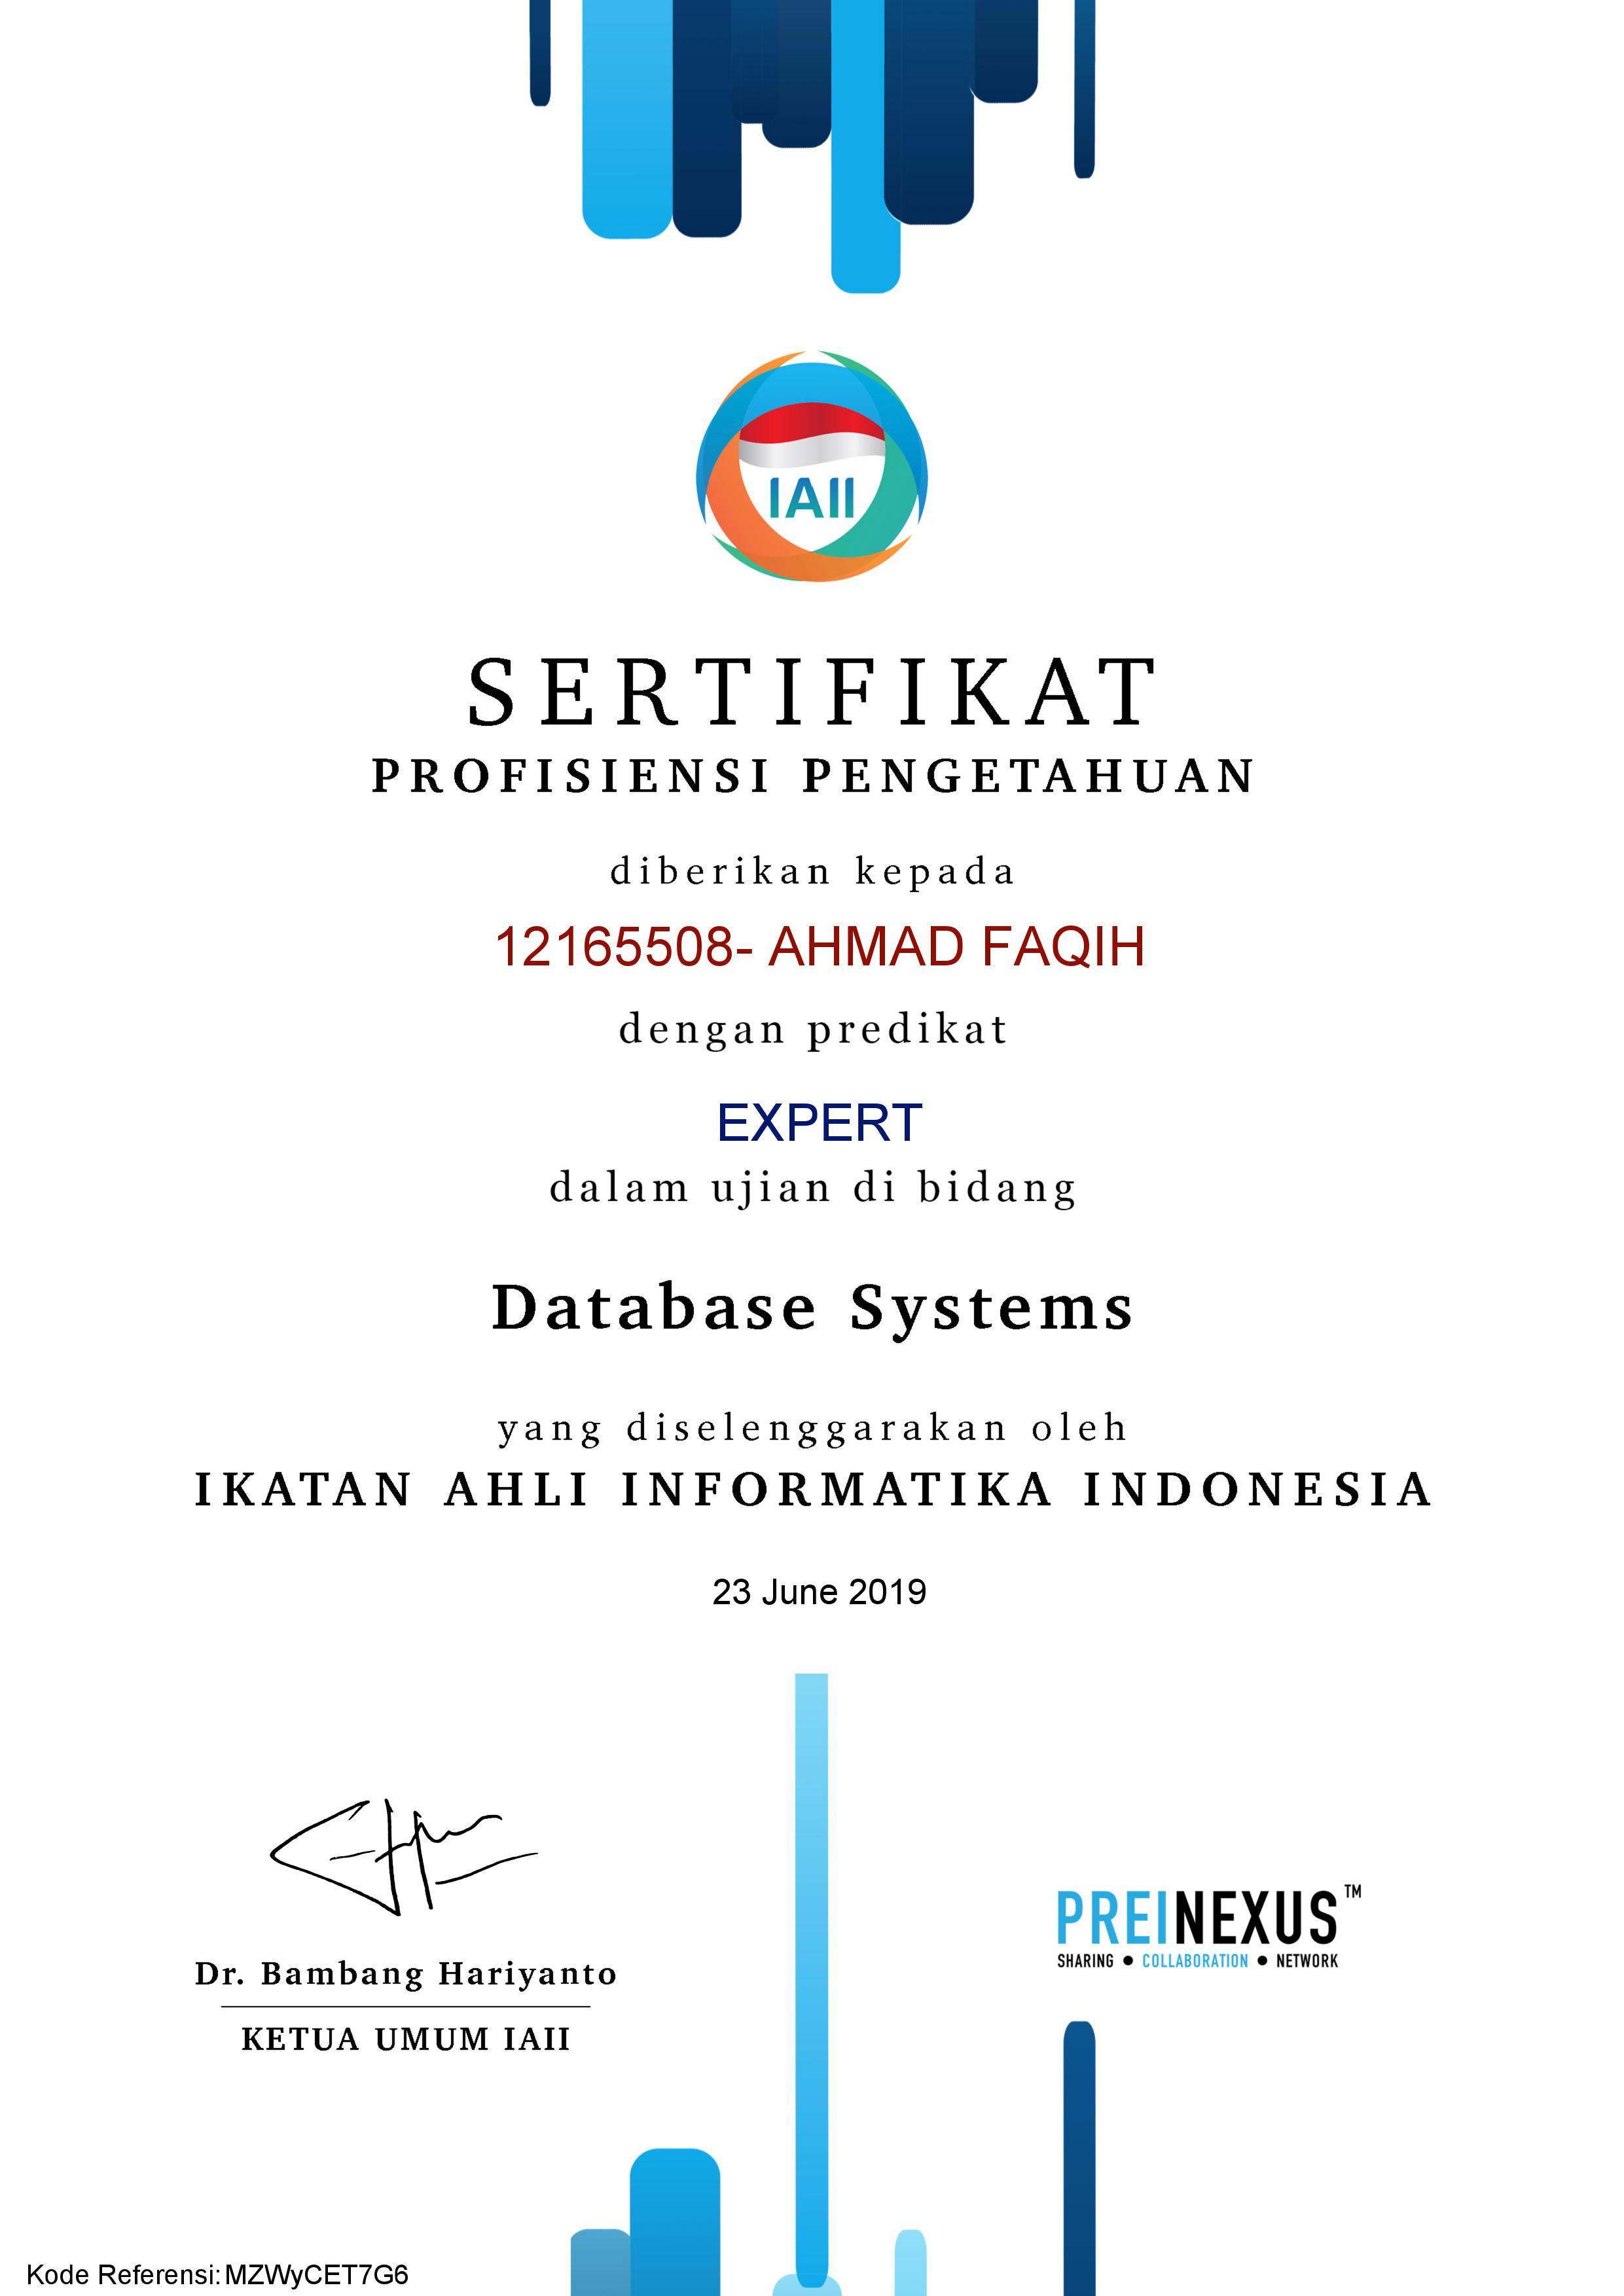 IAII
SERTIFIKAT
PROFISIENSI PENGETAHUAN
diberikan kepada
12165508- AHMAD FAQIH
dengan predikat
EXPERT
dalam ujian di bidang
Database Systems
yang diselenggarakan oleh
IKATAN AHLI INFORMATIKA INDONESIA
23 June 2019
Dr. Bambang Hariyanto
KETUA UMUM IAII
PREINEXUS™
SHARING ● COLLABORATION ● NETWORK
Kode Referensi: MZWyCET7G6